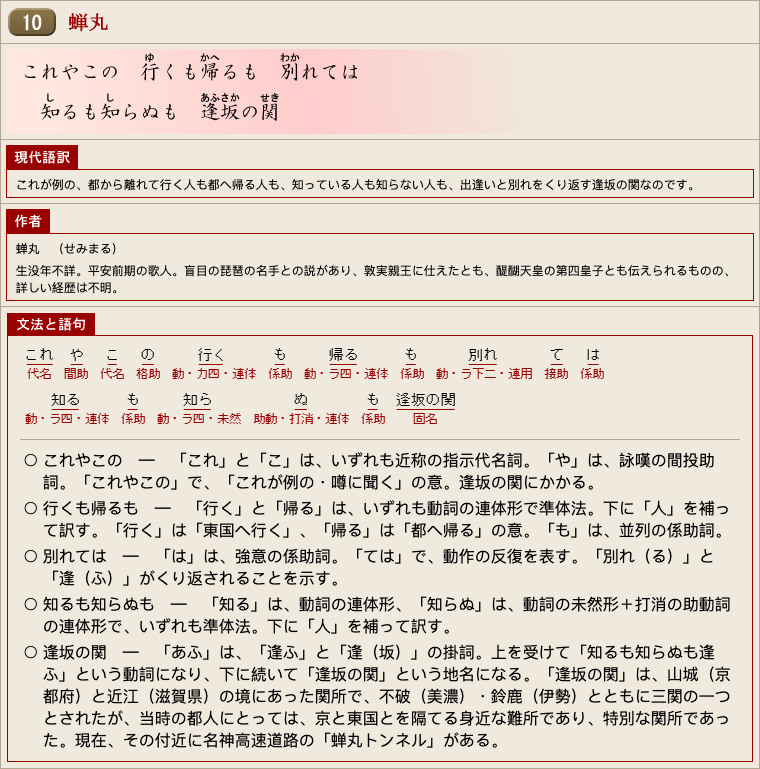 10 蝉丸
これやこの　行くも帰るも　別れては
ゆ　かへ　わか
知るも知らぬも　逢坂の関
し　し　あふさか　せき
現代語訳
これが例の、都から離れて行く人も都へ帰る人も、知っている人も知らない人も、出逢いと別れをくり返す逢坂の関なのです。
作者
蝉丸　（せみまる）
生没年不詳。平安前期の歌人。盲目の琵琶の名手との説があり、敦実親王に仕えたとも、醍醐天皇の第四皇子とも伝えられるものの、
詳しい経歴は不明。
文法と語句
これ　や　こ　の　行く　も　帰る　も　別れ　て　は
代名　間助　代名　格助　動・カ四・連体　係助　動・ラ四・連体　係助　動・ラ下二・連用　接助　係助
知る　も　知ら　ぬ　も　逢坂の関
動・ラ四・連体　係助　動・ラ四・未然　助動・打消・連体　係助　固名
○ これやこの　―　「これ」と「こ」は、いずれも近称の指示代名詞。「や」は、詠嘆の間投助
詞。「これやこの」で、「これが例の・噂に聞く」の意。逢坂の関にかかる。
○ 行くも帰るも　―　「行く」と「帰る」は、いずれも動詞の連体形で準体法。下に「人」を補っ
て訳す。「行く」は「東国へ行く」、「帰る」は「都へ帰る」の意。「も」は、並列の係助詞。
○ 別れては　―　「は」は、強意の係助詞。「ては」で、動作の反復を表す。「別れ（る）」と
「逢（ふ）」がくり返されることを示す。
○ 知るも知らぬも　―　「知る」は、動詞の連体形、「知らぬ」は、動詞の未然形＋打消の助動詞
の連体形で、いずれも準体法。下に「人」を補って訳す。
○ 逢坂の関　―　「あふ」は、「逢ふ」と「逢（坂）」の掛詞。上を受けて「知るも知らぬも逢
ふ」という動詞になり、下に続いて「逢坂の関」という地名になる。「逢坂の関」は、山城（京
都府）と近江（滋賀県）の境にあった関所で、不破（美濃）・鈴鹿（伊勢）とともに三関の一つ
とされたが、当時の都人にとっては、京と東国とを隔てる身近な難所であり、特別な関所であっ
た。現在、その付近に名神高速道路の「蝉丸トンネル」がある。